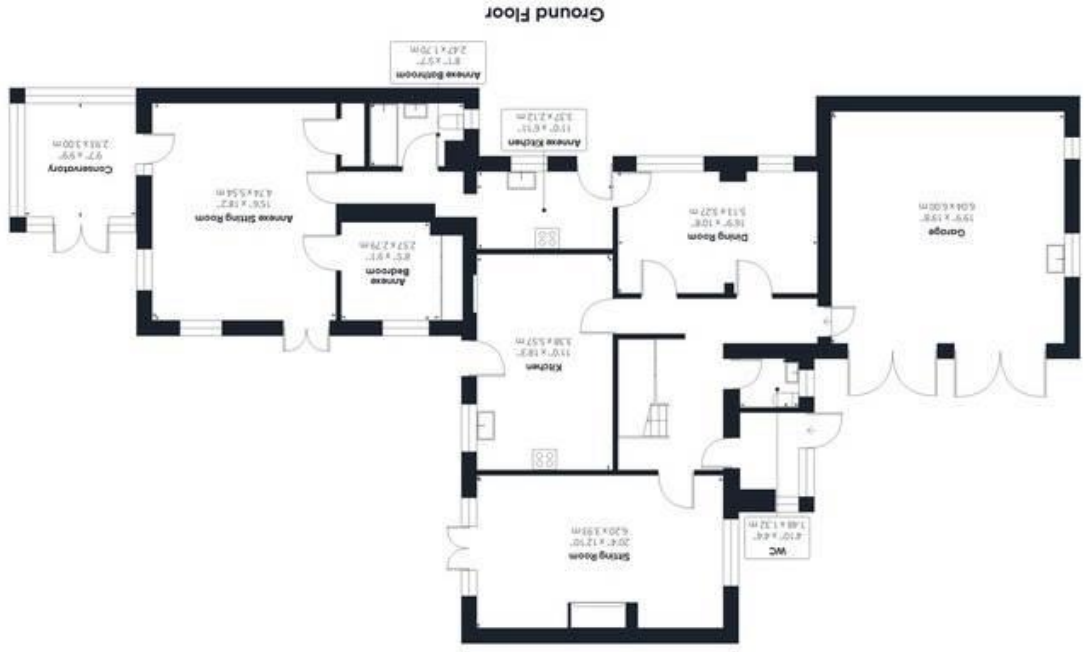 WC
4'10" x 4'4"
1.48 x 1.32 m
Sitting Room
20'4" x 12'10"
6.20 x 3.93 m
Kitchen
11'0" x 18'3"
3.38 x 5.57 m
Annexe
Bedroom
8'5" x 9'1"
2.57 x 2.79 m
Garage
19'9" x 19'8"
6.04 x 6.00 m
Dining Room
16'9" x 10'8"
5.13 x 3.27 m
Annexe Sitting Room
15'6" x 18'2"
4.74 x 5.54 m
Conservatory
9'7" x 9'9"
2.93 x 3.00 m
Annexe Kitchen
11'0" x 6'11"
3.37 x 2.12 m
Annexe Bathroom
8'1" x 5'7"
2.47 x 1.70 m
Ground Floor